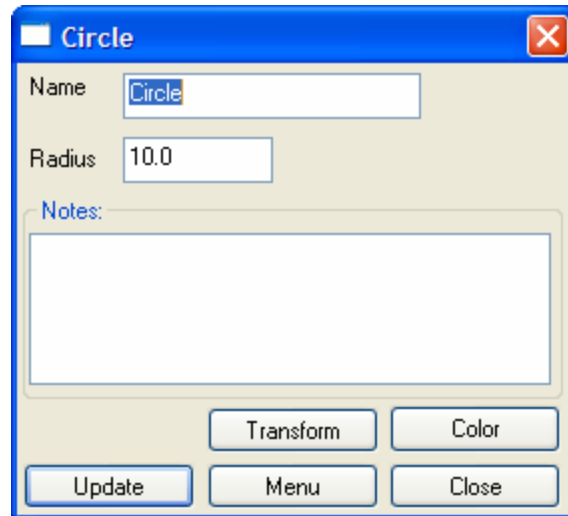 Circle
Name Circle
Radius 10.0
Notes:
Transform Color
Update Menu Close